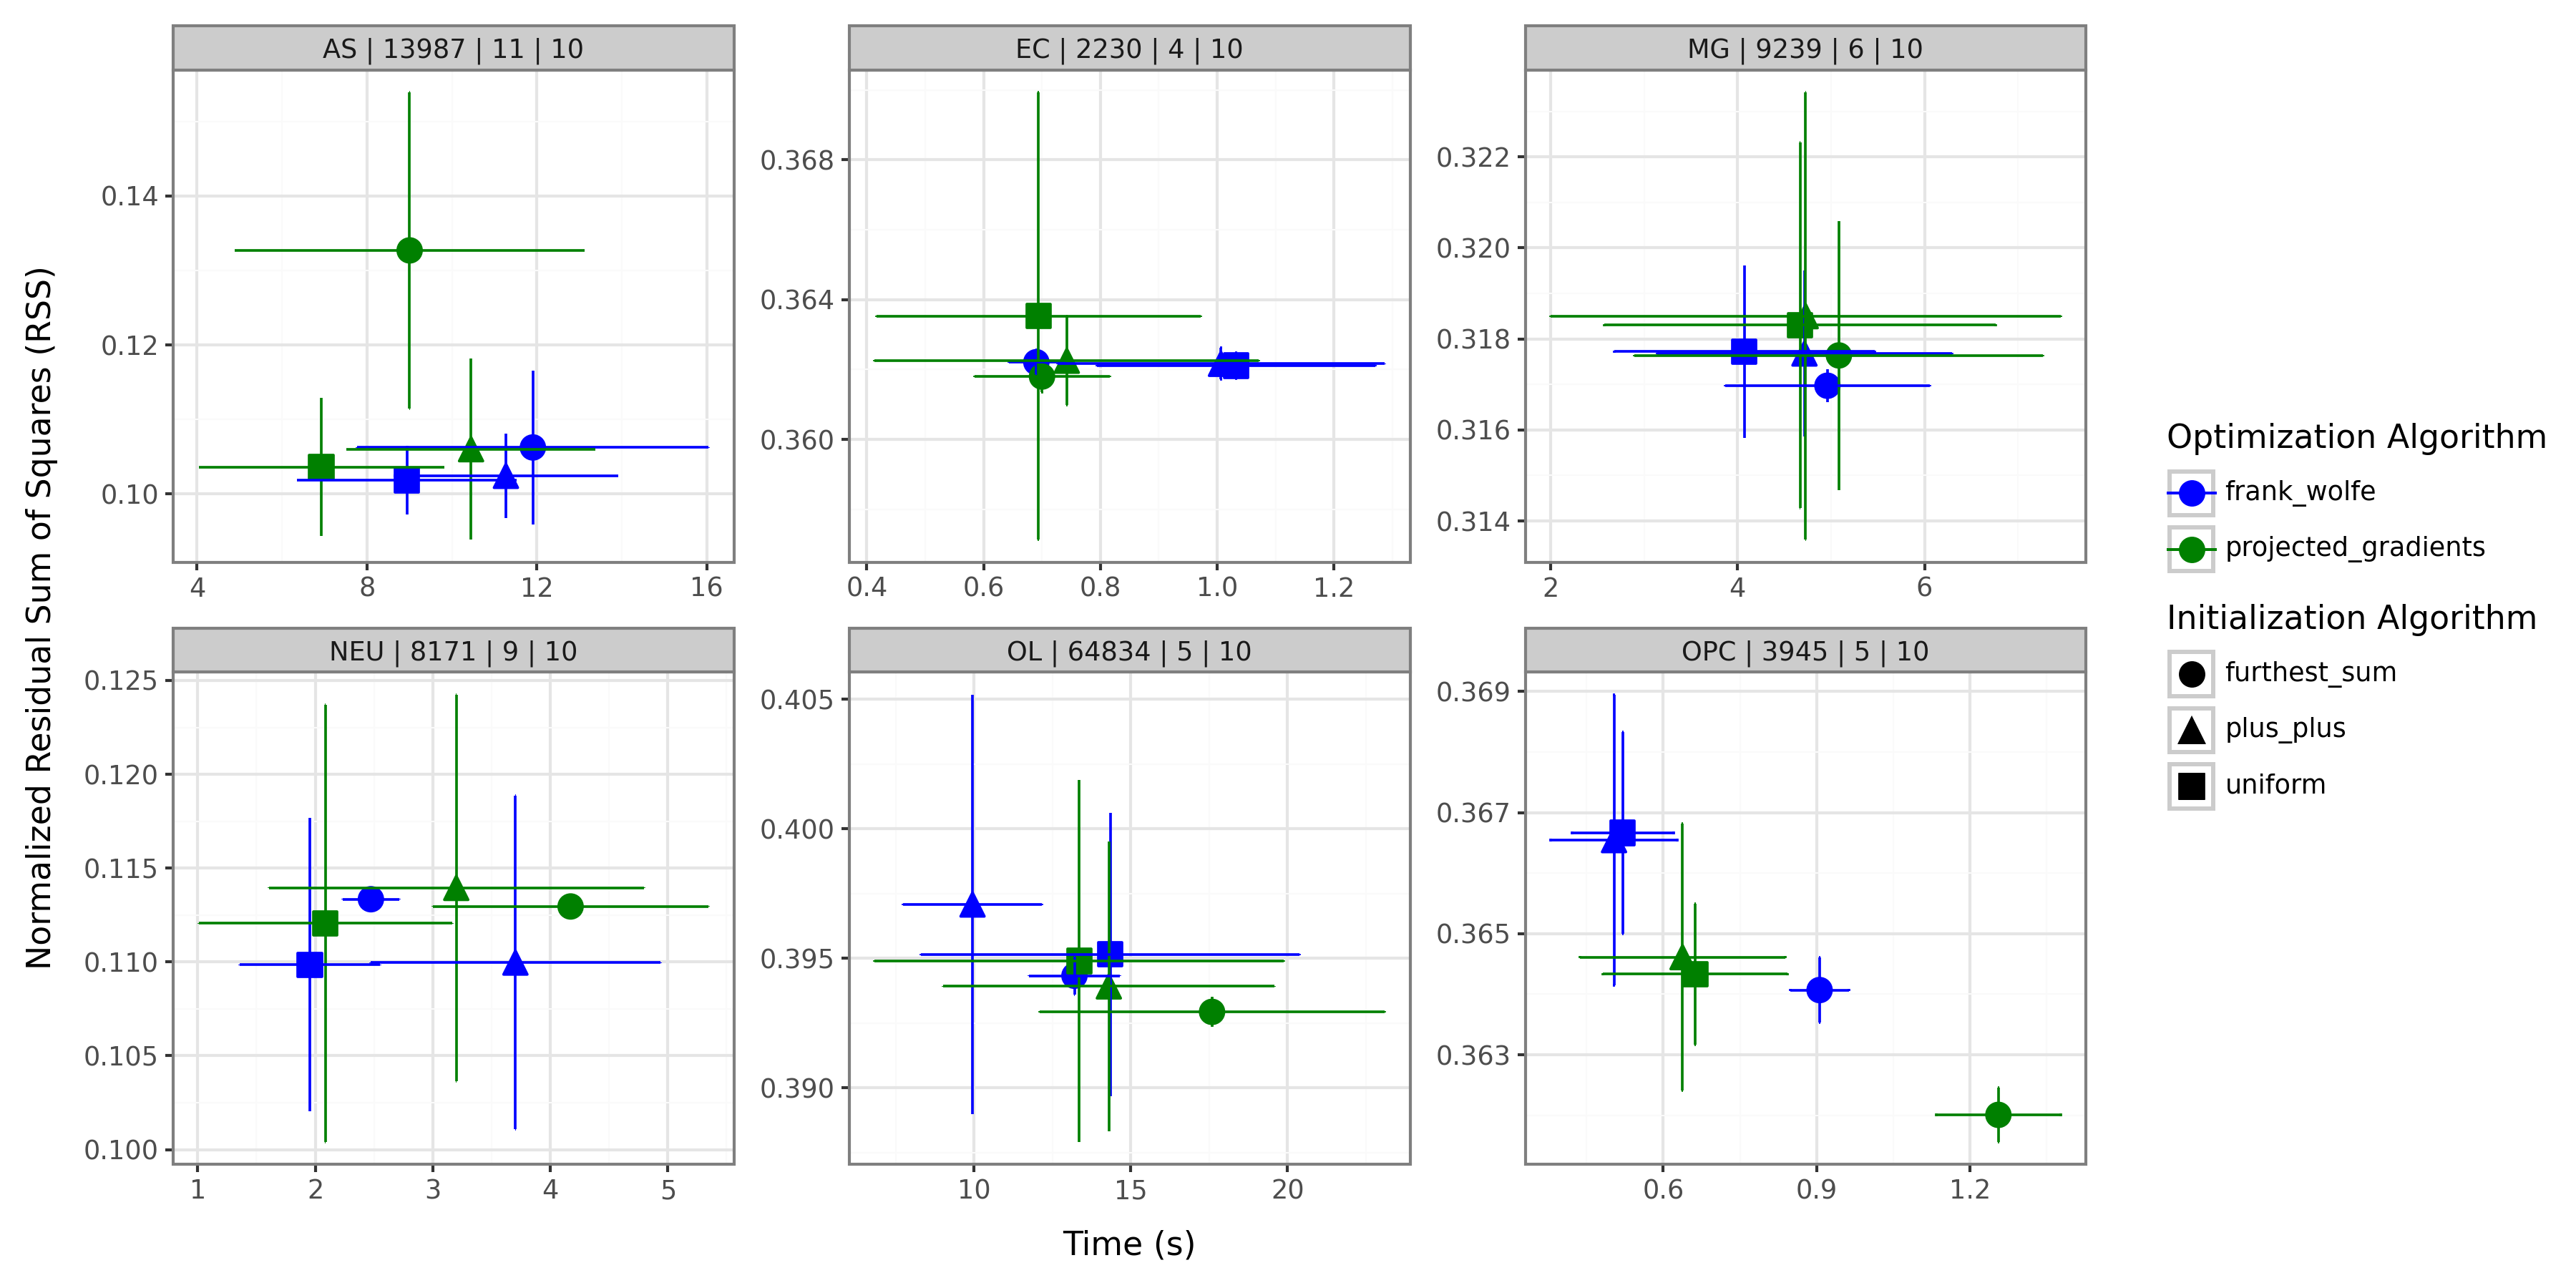 Normalized Residual Sum of Squares (RSS)
AS | 13987 | 11 | 10
0.14
0.12
0.10
4 8 12 16
EC | 2230 | 4 | 10
0.368
0.364
0.360
0.4 0.6 0.8 1.0 1.2
MG | 9239 | 6 | 10
0.322
0.320
0.318
0.316
0.314
2 4 6
NEU | 8171 | 9 | 10
0.125
0.120
0.115
0.110
0.105
0.100
1 2 3 4 5
OL | 64834 | 5 | 10
0.405
0.400
0.395
0.390
10 15 20
OPC | 3945 | 5 | 10
0.369
0.367
0.365
0.363
0.6 0.9 1.2
Time (s)
Optimization Algorithm
frank_wolfe
projected_gradients
Initialization Algorithm
furthest_sum
plus_plus
uniform